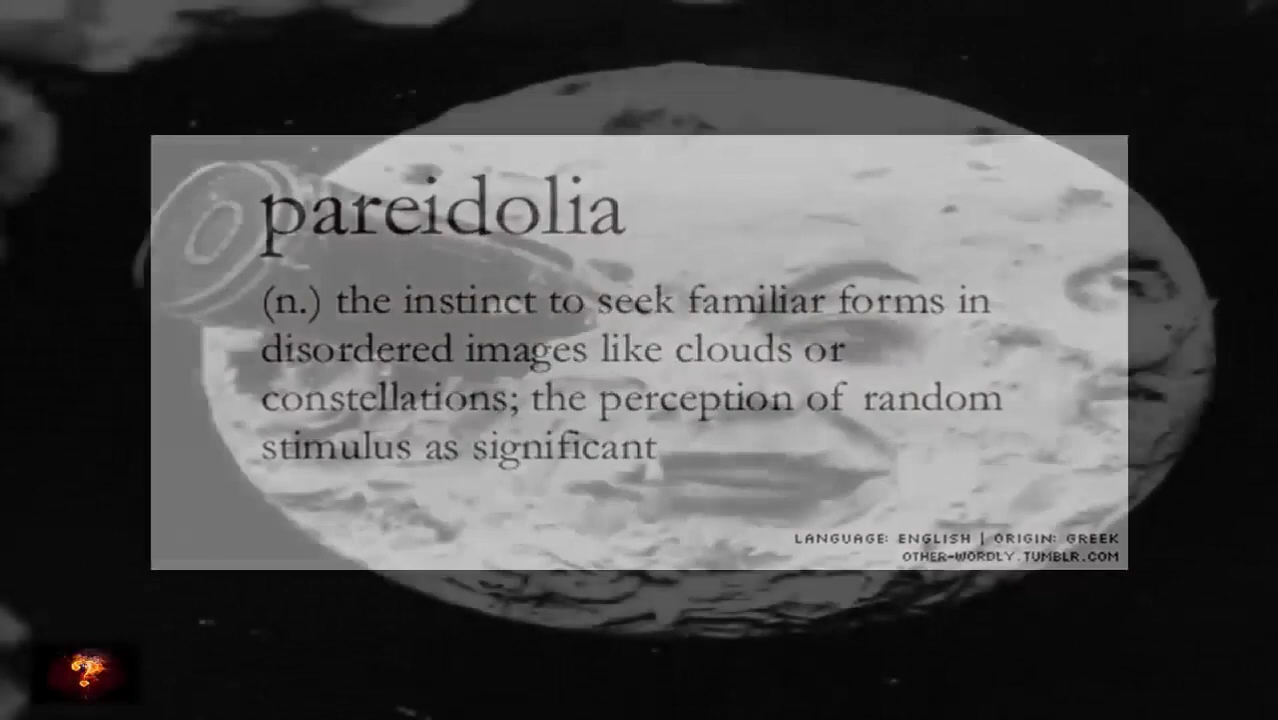 pareidolia
(n.) the instinct to seek familiar forms in
disordered images like clouds or
constellations; the perception of random
stimulus as significant
LANGUAGE: ENGLISH | ORIGIN: GREEK
OTHER-WORDLY.TUMBLR.COM
?